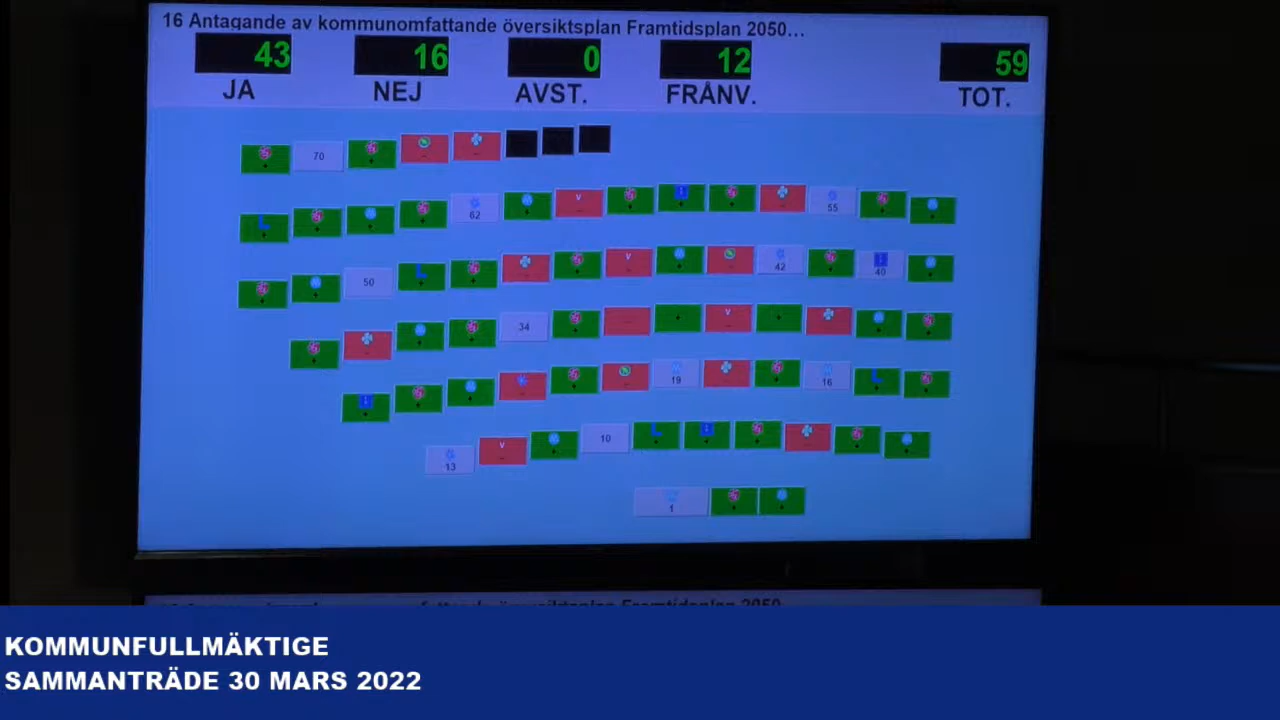 16 Antagande av kommunomfattande översiktsplan Framtidsplan 2050...
43 16 0 12 59
JA NEJ AVST. FRÅNV. TOT.
70
L 62 V 55
50 L V 42 40
34 V
19 16 L
13 V 10 L
1
KOMMUNFULLMÄKTIGE
SAMMANTRÄDE 30 MARS 2022